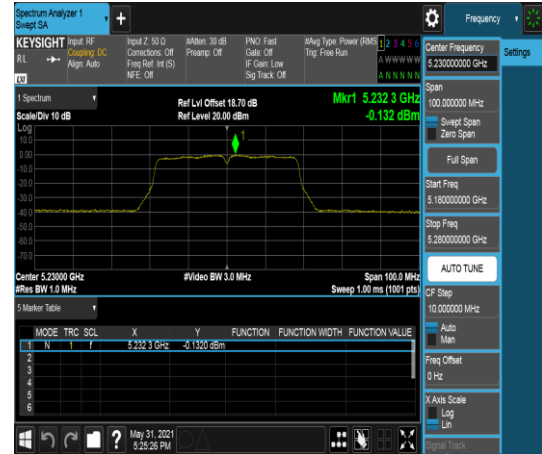 Spectrum Analyzer 1
Swept SA
+
Frequency
KEYSIGHT
RL
LXI
Input: RF
Coupling: DC
Align: Auto
Input Z: 50 Ω
Corrections: Off
Freq Ref: Int (S)
NFE: Off
#Atten: 30 dB
Preamp: Off
PNO: Fast
Gate: Off
IF Gain: Low
Sig Track: Off
#Avg Type: Power (RMS
Trig: Free Run
1 2 3 4 5 6
A W W W W W
A N N N N N
1 Spectrum
Scale/Div 10 dB
Ref Lvl Offset 18.70 dB
Ref Level 20.00 dBm
Mkr1 5.232 3 GHz
-0.132 dBm
Log
10.0
0.00
-10.0
-20.0
-30.0
-40.0
-50.0
-60.0
-70.0
1
Center 5.23000 GHz
#Res BW 1.0 MHz
#Video BW 3.0 MHz
Span 100.0 MHz
Sweep 1.00 ms (1001 pts)
5 Marker Table
MODE TRC SCL X Y FUNCTION FUNCTION WIDTH FUNCTION VALUE
1 N 1 f 5.232 3 GHz -0.1320 dBm
2
3
4
5
6
May 31, 2021
5:25:26 PM
Settings
Center Frequency
5.230000000 GHz
Span
100.000000 MHz
Swept Span
Zero Span
Full Span
Start Freq
5.180000000 GHz
Stop Freq
5.280000000 GHz
AUTO TUNE
CF Step
10.000000 MHz
Auto
Man
Freq Offset
0 Hz
X Axis Scale
Log
Lin
Signal Track